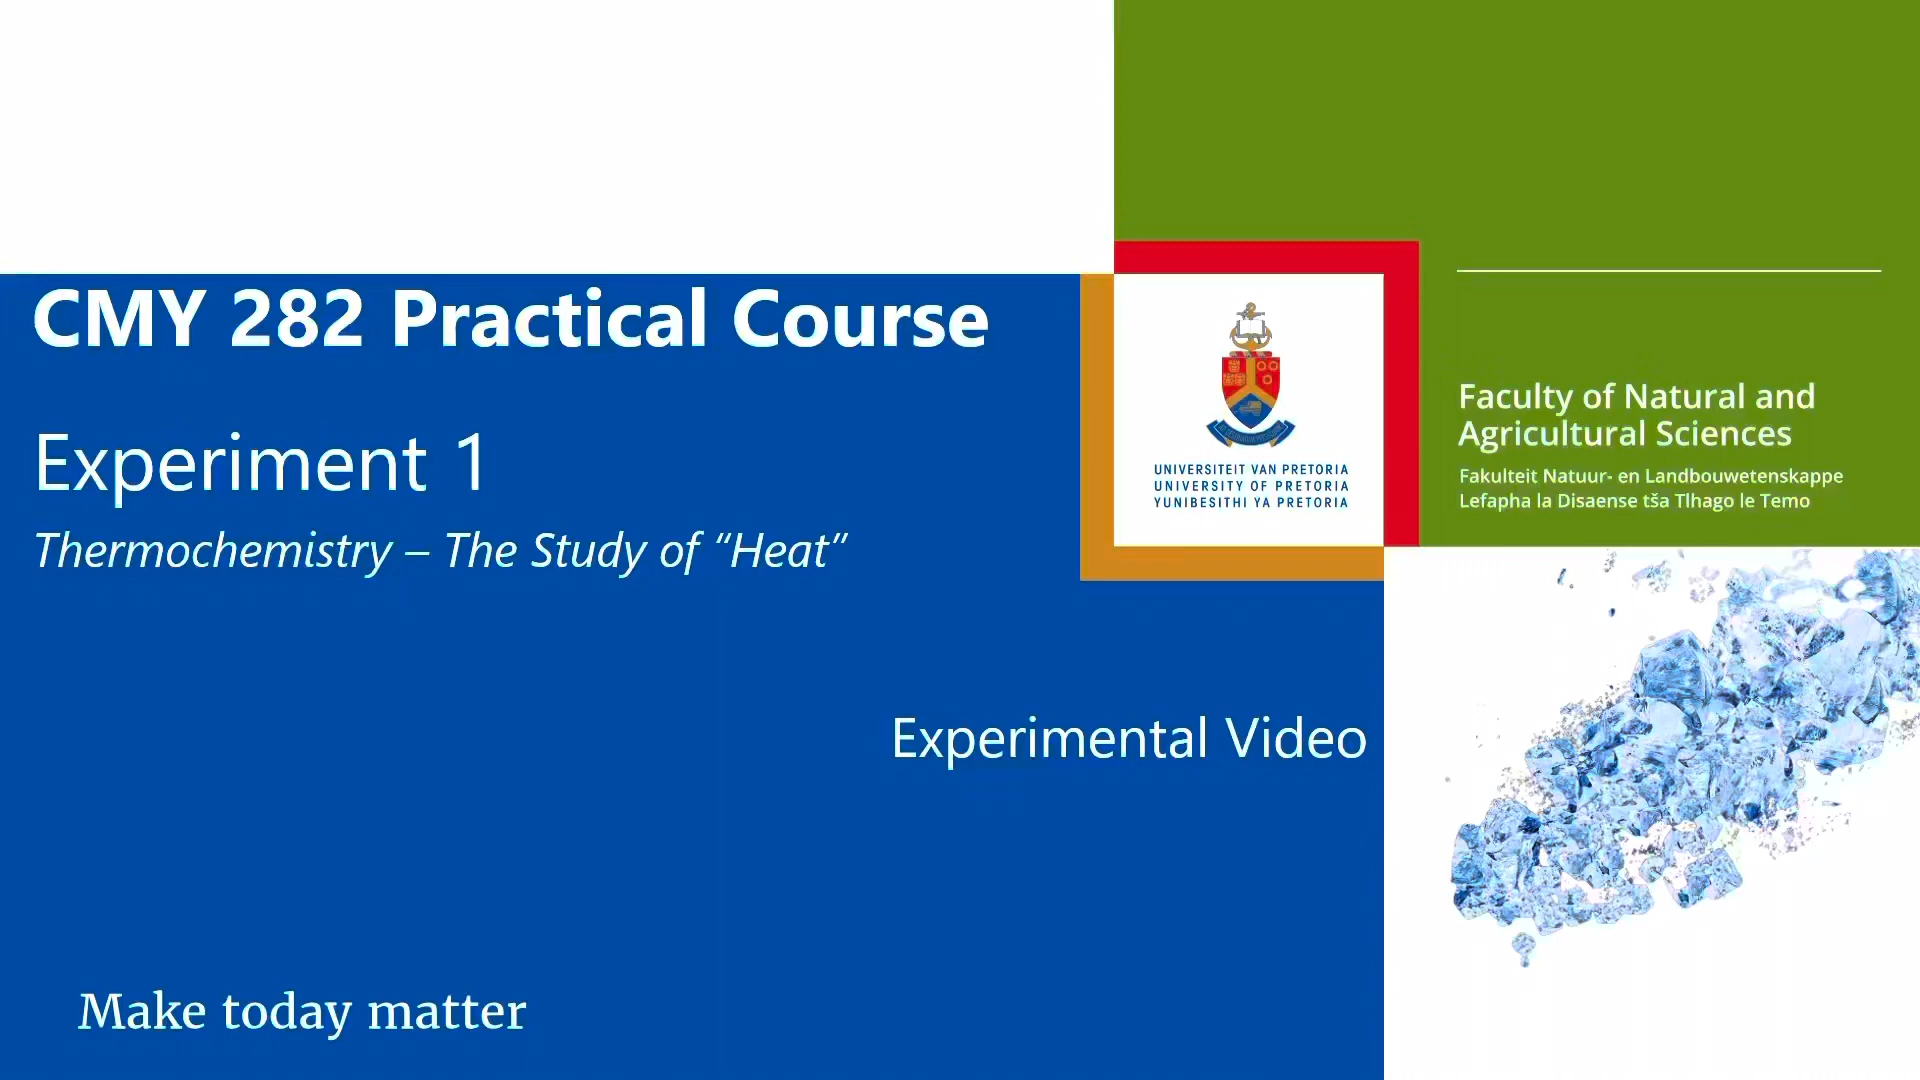 CMY 282 Practical Course
Experiment 1
Thermochemistry – The Study of “Heat”
UNIVERSITEIT VAN PRETORIA
UNIVERSITY OF PRETORIA
YUNIBESITHI YA PRETORIA
Faculty of Natural and
Agricultural Sciences
Fakulteit Natuur- en Landbouwetenskappe
Lefapha la Disaense tša Tlhago le Temo
Experimental Video
Make today matter